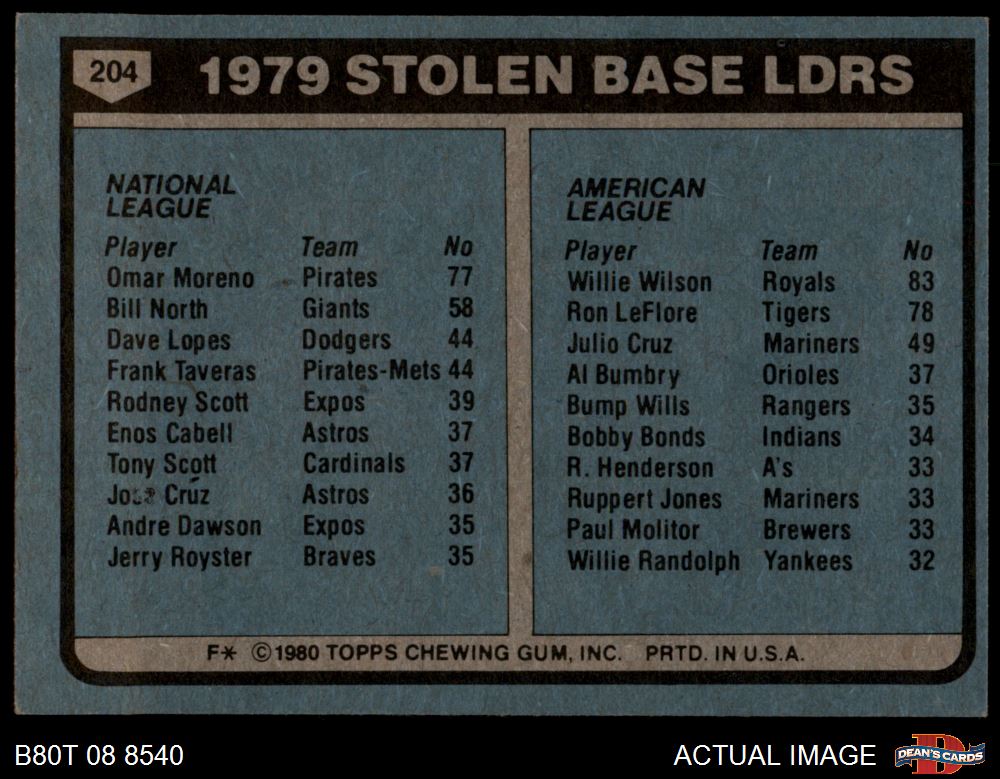 204
1979 STOLEN BASE LDRS
NATIONAL
LEAGUE
Player Team No
Omar Moreno Pirates 77
Bill North Giants 58
Dave Lopes Dodgers 44
Frank Taveras Pirates-Mets 44
Rodney Scott Expos 39
Enos Cabell Astros 37
Tony Scott Cardinals 37
Jose Cruz Astros 36
Andre Dawson Expos 35
Jerry Royster Braves 35
AMERICAN
LEAGUE
Player Team No
Willie Wilson Royals 83
Ron LeFlore Tigers 78
Julio Cruz Mariners 49
Al Bumbry Orioles 37
Bump Wills Rangers 35
Bobby Bonds Indians 34
R. Henderson A's 33
Ruppert Jones Mariners 33
Paul Molitor Brewers 33
Willie Randolph Yankees 32
F* ©1980 TOPPS CHEWING GUM, INC. PRTD. IN U.S.A.
B80T 08 8540
ACTUAL IMAGE
D
DEAN'S CARDS